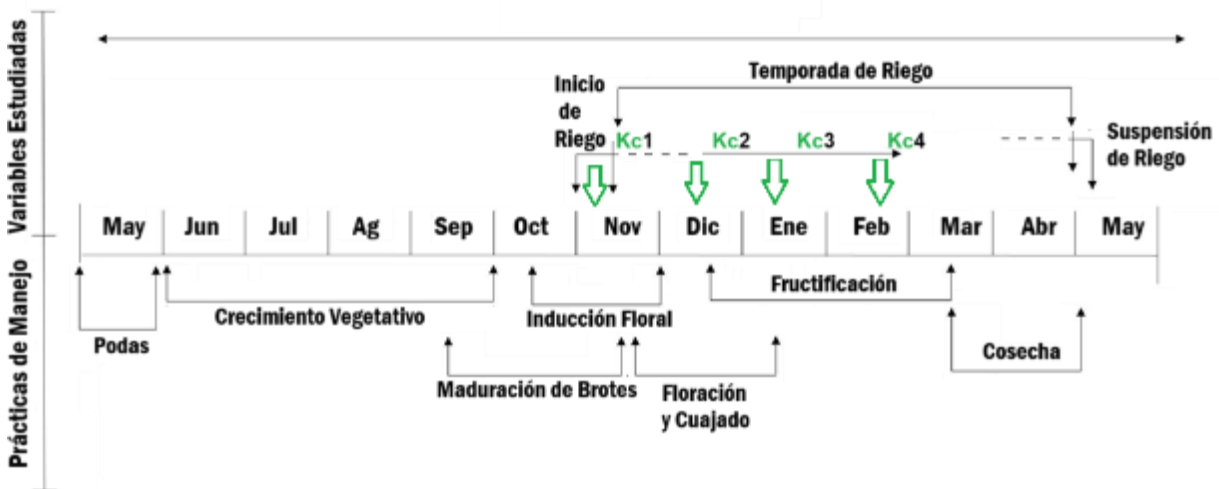 Variables Estudiadas
Inicio
de
Riego
Temporada de Riego
Suspensión
de Riego
Kc1
Kc2
Kc3
Kc4
May Jun Jul Ag Sep Oct Nov Dic Ene Feb Mar Abr May
Prácticas de Manejo
Podas
Crecimiento Vegetativo
Inducción Floral
Fructificación
Maduración de Brotes
Floración
y Cuajado
Cosecha